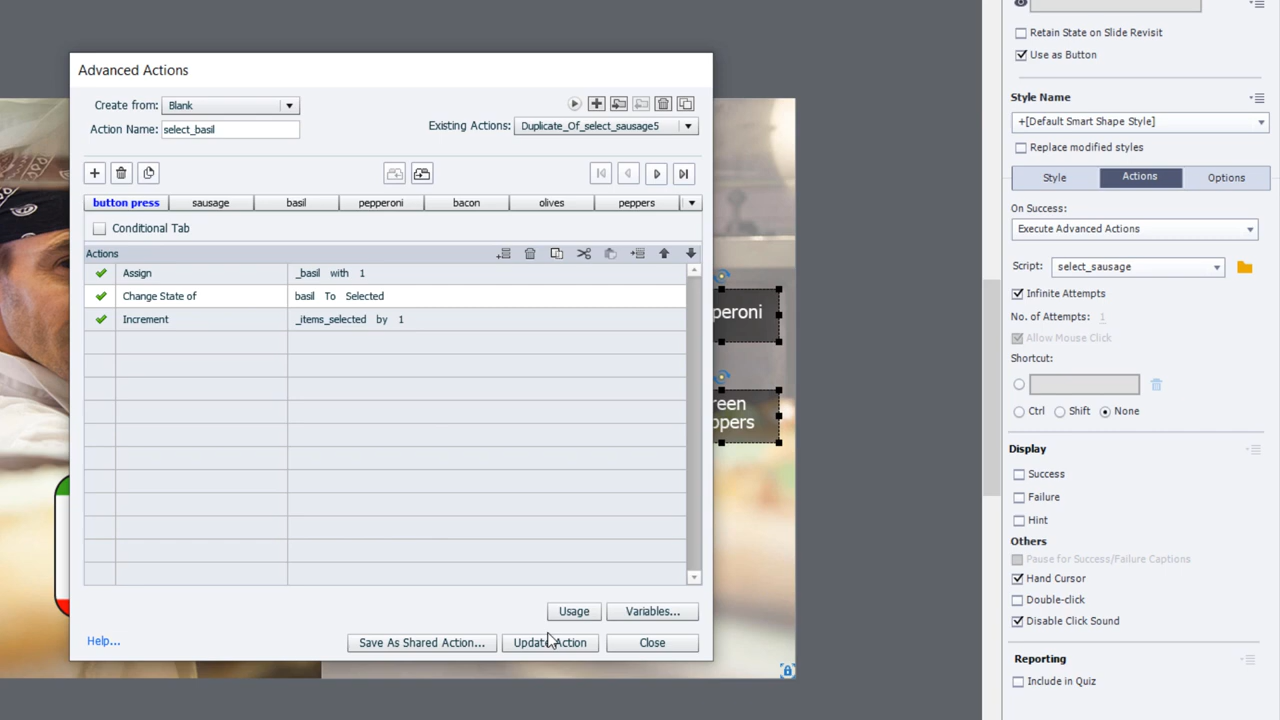 Advanced Actions
Create from: Blank
Action Name: select_basil
Existing Actions: Duplicate_Of_select_sausage5
button press sausage basil pepperoni bacon olives peppers
Conditional Tab
Actions
Assign _basil with 1
Change State of basil To Selected
Increment _items_selected by 1
Usage Variables...
Help... Save As Shared Action... Update Action Close
peroni
reen
ppers
Retain State on Slide Revisit
Use as Button
Style Name
+[Default Smart Shape Style]
Replace modified styles
Style Actions Options
On Success:
Execute Advanced Actions
Script: select_sausage
Infinite Attempts
No. of Attempts: 1
Allow Mouse Click
Shortcut:
Ctrl Shift None
Display
Success
Failure
Hint
Others
Pause for Success/Failure Captions
Hand Cursor
Double-click
Disable Click Sound
Reporting
Include in Quiz